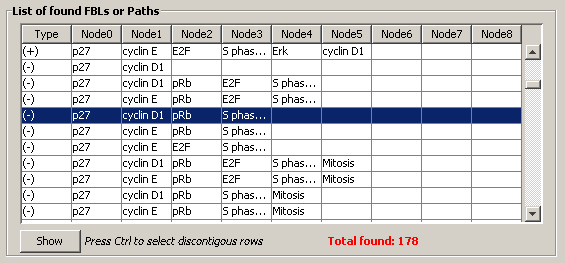 List of found FBLs or Paths
Type Node0 Node1 Node2 Node3 Node4 Node5 Node6 Node7 Node8
(+) p27 cyclin E E2F S phas... Erk cyclin D1
(-) p27 cyclin D1
(-) p27 cyclin D1 pRb E2F S phas...
(-) p27 cyclin E pRb E2F S phas...
(-) p27 cyclin D1 pRb S phas...
(-) p27 cyclin E pRb S phas...
(-) p27 cyclin E E2F S phas...
(-) p27 cyclin D1 pRb E2F S phas... Mitosis
(-) p27 cyclin E pRb E2F S phas... Mitosis
(-) p27 cyclin D1 pRb S phas... Mitosis
(-) p27 cyclin E pRb S phas... Mitosis
Show Press Ctrl to select discontigous rows Total found: 178